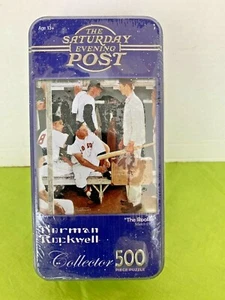 Age 12+
THE
SATURDAY
EVENING
POST
"The Rookie"
Norman
Rockwell
Collector 500
PIECE PUZZLE